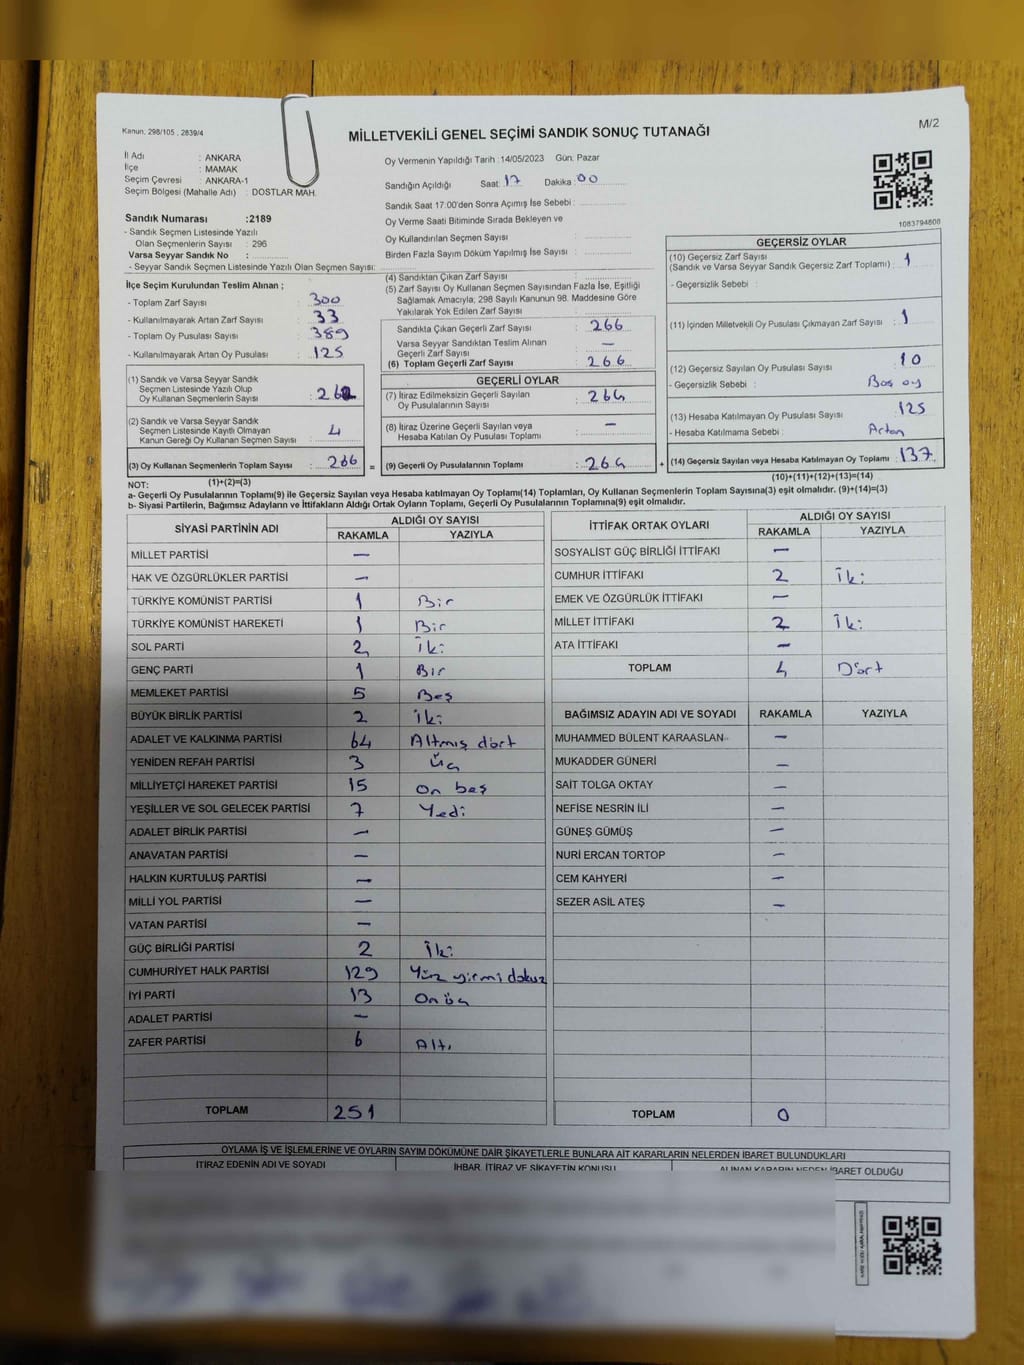 Kanun, 298/105 , 2839/4
MİLLETVEKİLİ GENEL SEÇİMİ SANDIK SONUÇ TUTANAĞI
M/2
İl Adı : ANKARA
İlçe : MAMAK
Seçim Çevresi : ANKARA-1
Seçim Bölgesi (Mahalle Adı) : DOSTLAR MAH.
Sandık Numarası :2189
- Sandık Seçmen Listesinde Yazılı
Olan Seçmenlerin Sayısı : 296
Varsa Seyyar Sandık No :
- Seyyar Sandık Seçmen Listesinde Yazılı Olan Seçmen Sayısı:
İlçe Seçim Kurulundan Teslim Alınan ;
- Toplam Zarf Sayısı : 300
- Kullanılmayarak Artan Zarf Sayısı : 33
- Toplam Oy Pusulası Sayısı : 389
- Kullanılmayarak Artan Oy Pusulası : 125
(1) Sandık ve Varsa Seyyar Sandık
Seçmen Listesinde Yazılı Olup
Oy Kullanan Seçmenlerin Sayısı : 262
(2) Sandık ve Varsa Seyyar Sandık
Seçmen Listesinde Kayıtlı Olmayan
Kanun Gereği Oy Kullanan Seçmen Sayısı : 4
(3) Oy Kullanan Seçmenlerin Toplam Sayısı : 266 =
(1)+(2)=(3)
Oy Vermenin Yapıldığı Tarih :14/05/2023 Gün: Pazar
Sandığın Açıldığı Saat: 17 Dakika: 00
Sandık Saat 17:00'den Sonra Açımış İse Sebebi :
Oy Verme Saati Bitiminde Sırada Bekleyen ve
Oy Kullandırılan Seçmen Sayısı :
Birden Fazla Sayım Döküm Yapılmış İse Sayısı :
(4) Sandıktan Çıkan Zarf Sayısı :
(5) Zarf Sayısı Oy Kullanan Seçmen Sayısından Fazla İse, Eşitliği
Sağlamak Amacıyla; 298 Sayılı Kanunun 98. Maddesine Göre
Yakılarak Yok Edilen Zarf Sayısı :
Sandıkta Çıkan Geçerli Zarf Sayısı : 266
Varsa Seyyar Sandıktan Teslim Alınan
Geçerli Zarf Sayısı : —
(6) Toplam Geçerli Zarf Sayısı : 266
GEÇERLİ OYLAR
(7) İtiraz Edilmeksizin Geçerli Sayılan
Oy Pusulalarının Sayısı : 264
(8) İtiraz Üzerine Geçerli Sayılan veya
Hesaba Katılan Oy Pusulası Toplamı : —
(9) Geçerli Oy Pusulalarının Toplamı : 264 +
1083794608
GEÇERSİZ OYLAR
(10) Geçersiz Zarf Sayısı
(Sandık ve Varsa Seyyar Sandık Geçersiz Zarf Toplamı) : 1
- Geçersizlik Sebebi :
(11) İçinden Milletvekili Oy Pusulası Çıkmayan Zarf Sayısı : 1
(12) Geçersiz Sayılan Oy Pusulası Sayısı : 10
- Geçersizlik Sebebi : Boş oy
(13) Hesaba Katılmayan Oy Pusulası Sayısı : 125
- Hesaba Katılmama Sebebi : Artan
(14) Geçersiz Sayılan veya Hesaba Katılmayan Oy Toplamı : 137
(10)+(11)+(12)+(13)=(14)
NOT:
a- Geçerli Oy Pusulalarının Toplamı(9) ile Geçersiz Sayılan veya Hesaba katılmayan Oy Toplamı(14) Toplamları, Oy Kullanan Seçmenlerin Toplam Sayısına(3) eşit olmalıdır. (9)+(14)=(3)
b- Siyasi Partilerin, Bağımsız Adayların ve İttifakların Aldığı Ortak Oyların Toplamı, Geçerli Oy Pusulalarının Toplamına(9) eşit olmalıdır.
SİYASİ PARTİNİN ADI ALDIĞI OY SAYISI
RAKAMLA YAZIYLA
MİLLET PARTİSİ —
HAK VE ÖZGÜRLÜKLER PARTİSİ —
TÜRKİYE KOMÜNİST PARTİSİ 1 Bir
TÜRKİYE KOMÜNİST HAREKETİ 1 Bir
SOL PARTİ 2 İki
GENÇ PARTİ 1 Bir
MEMLEKET PARTİSİ 5 Beş
BÜYÜK BİRLİK PARTİSİ 2 İki
ADALET VE KALKINMA PARTİSİ 64 Altmış dört
YENİDEN REFAH PARTİSİ 3 Üç
MİLLİYETÇİ HAREKET PARTİSİ 15 On beş
YEŞİLLER VE SOL GELECEK PARTİSİ 7 Yedi
ADALET BİRLİK PARTİSİ —
ANAVATAN PARTİSİ —
HALKIN KURTULUŞ PARTİSİ —
MİLLİ YOL PARTİSİ —
VATAN PARTİSİ —
GÜÇ BİRLİĞİ PARTİSİ 2 İki
CUMHURİYET HALK PARTİSİ 129 Yüz yirmi dokuz
İYİ PARTİ 13 On üç
ADALET PARTİSİ —
ZAFER PARTİSİ 6 Altı
TOPLAM 251
İTTİFAK ORTAK OYLARI ALDIĞI OY SAYISI
RAKAMLA YAZIYLA
SOSYALİST GÜÇ BİRLİĞİ İTTİFAKI —
CUMHUR İTTİFAKI 2 İki
EMEK VE ÖZGÜRLÜK İTTİFAKI —
MİLLET İTTİFAKI 2 İki
ATA İTTİFAKI —
TOPLAM 4 Dört
BAĞIMSIZ ADAYIN ADI VE SOYADI RAKAMLA YAZIYLA
MUHAMMED BÜLENT KARAASLAN —
MUKADDER GÜNERİ —
SAİT TOLGA OKTAY —
NEFİSE NESRİN İLİ —
GÜNEŞ GÜMÜŞ —
NURİ ERCAN TORTOP —
CEM KAHYERİ —
SEZER ASİL ATEŞ —
TOPLAM 0
OYLAMA İŞ VE İŞLEMLERİNE VE OYLARIN SAYIM DÖKÜMÜNE DAİR ŞİKAYETLERLE BUNLARA AİT KARARLARIN NELERDEN İBARET BULUNDUKLARI
İTİRAZ EDENİN ADI VE SOYADI İHBAR, İTİRAZ VE ŞİKAYETİN KONUSU ALINAN KARARIN NEDEN İBARET OLDUĞU